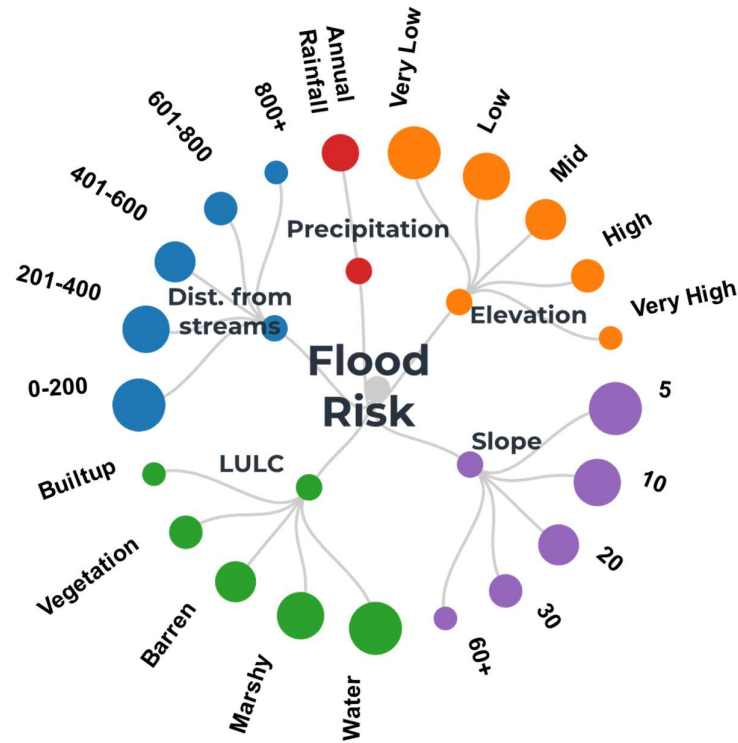 Annual
Rainfall
Very Low
Low
Mid
High
Very High
800+
601-800
401-600
201-400
0-200
Precipitation
Dist. from
streams
Elevation
Flood
Risk
LULC
Slope
5
10
20
30
60+
Builtup
Vegetation
Barren
Marshy
Water